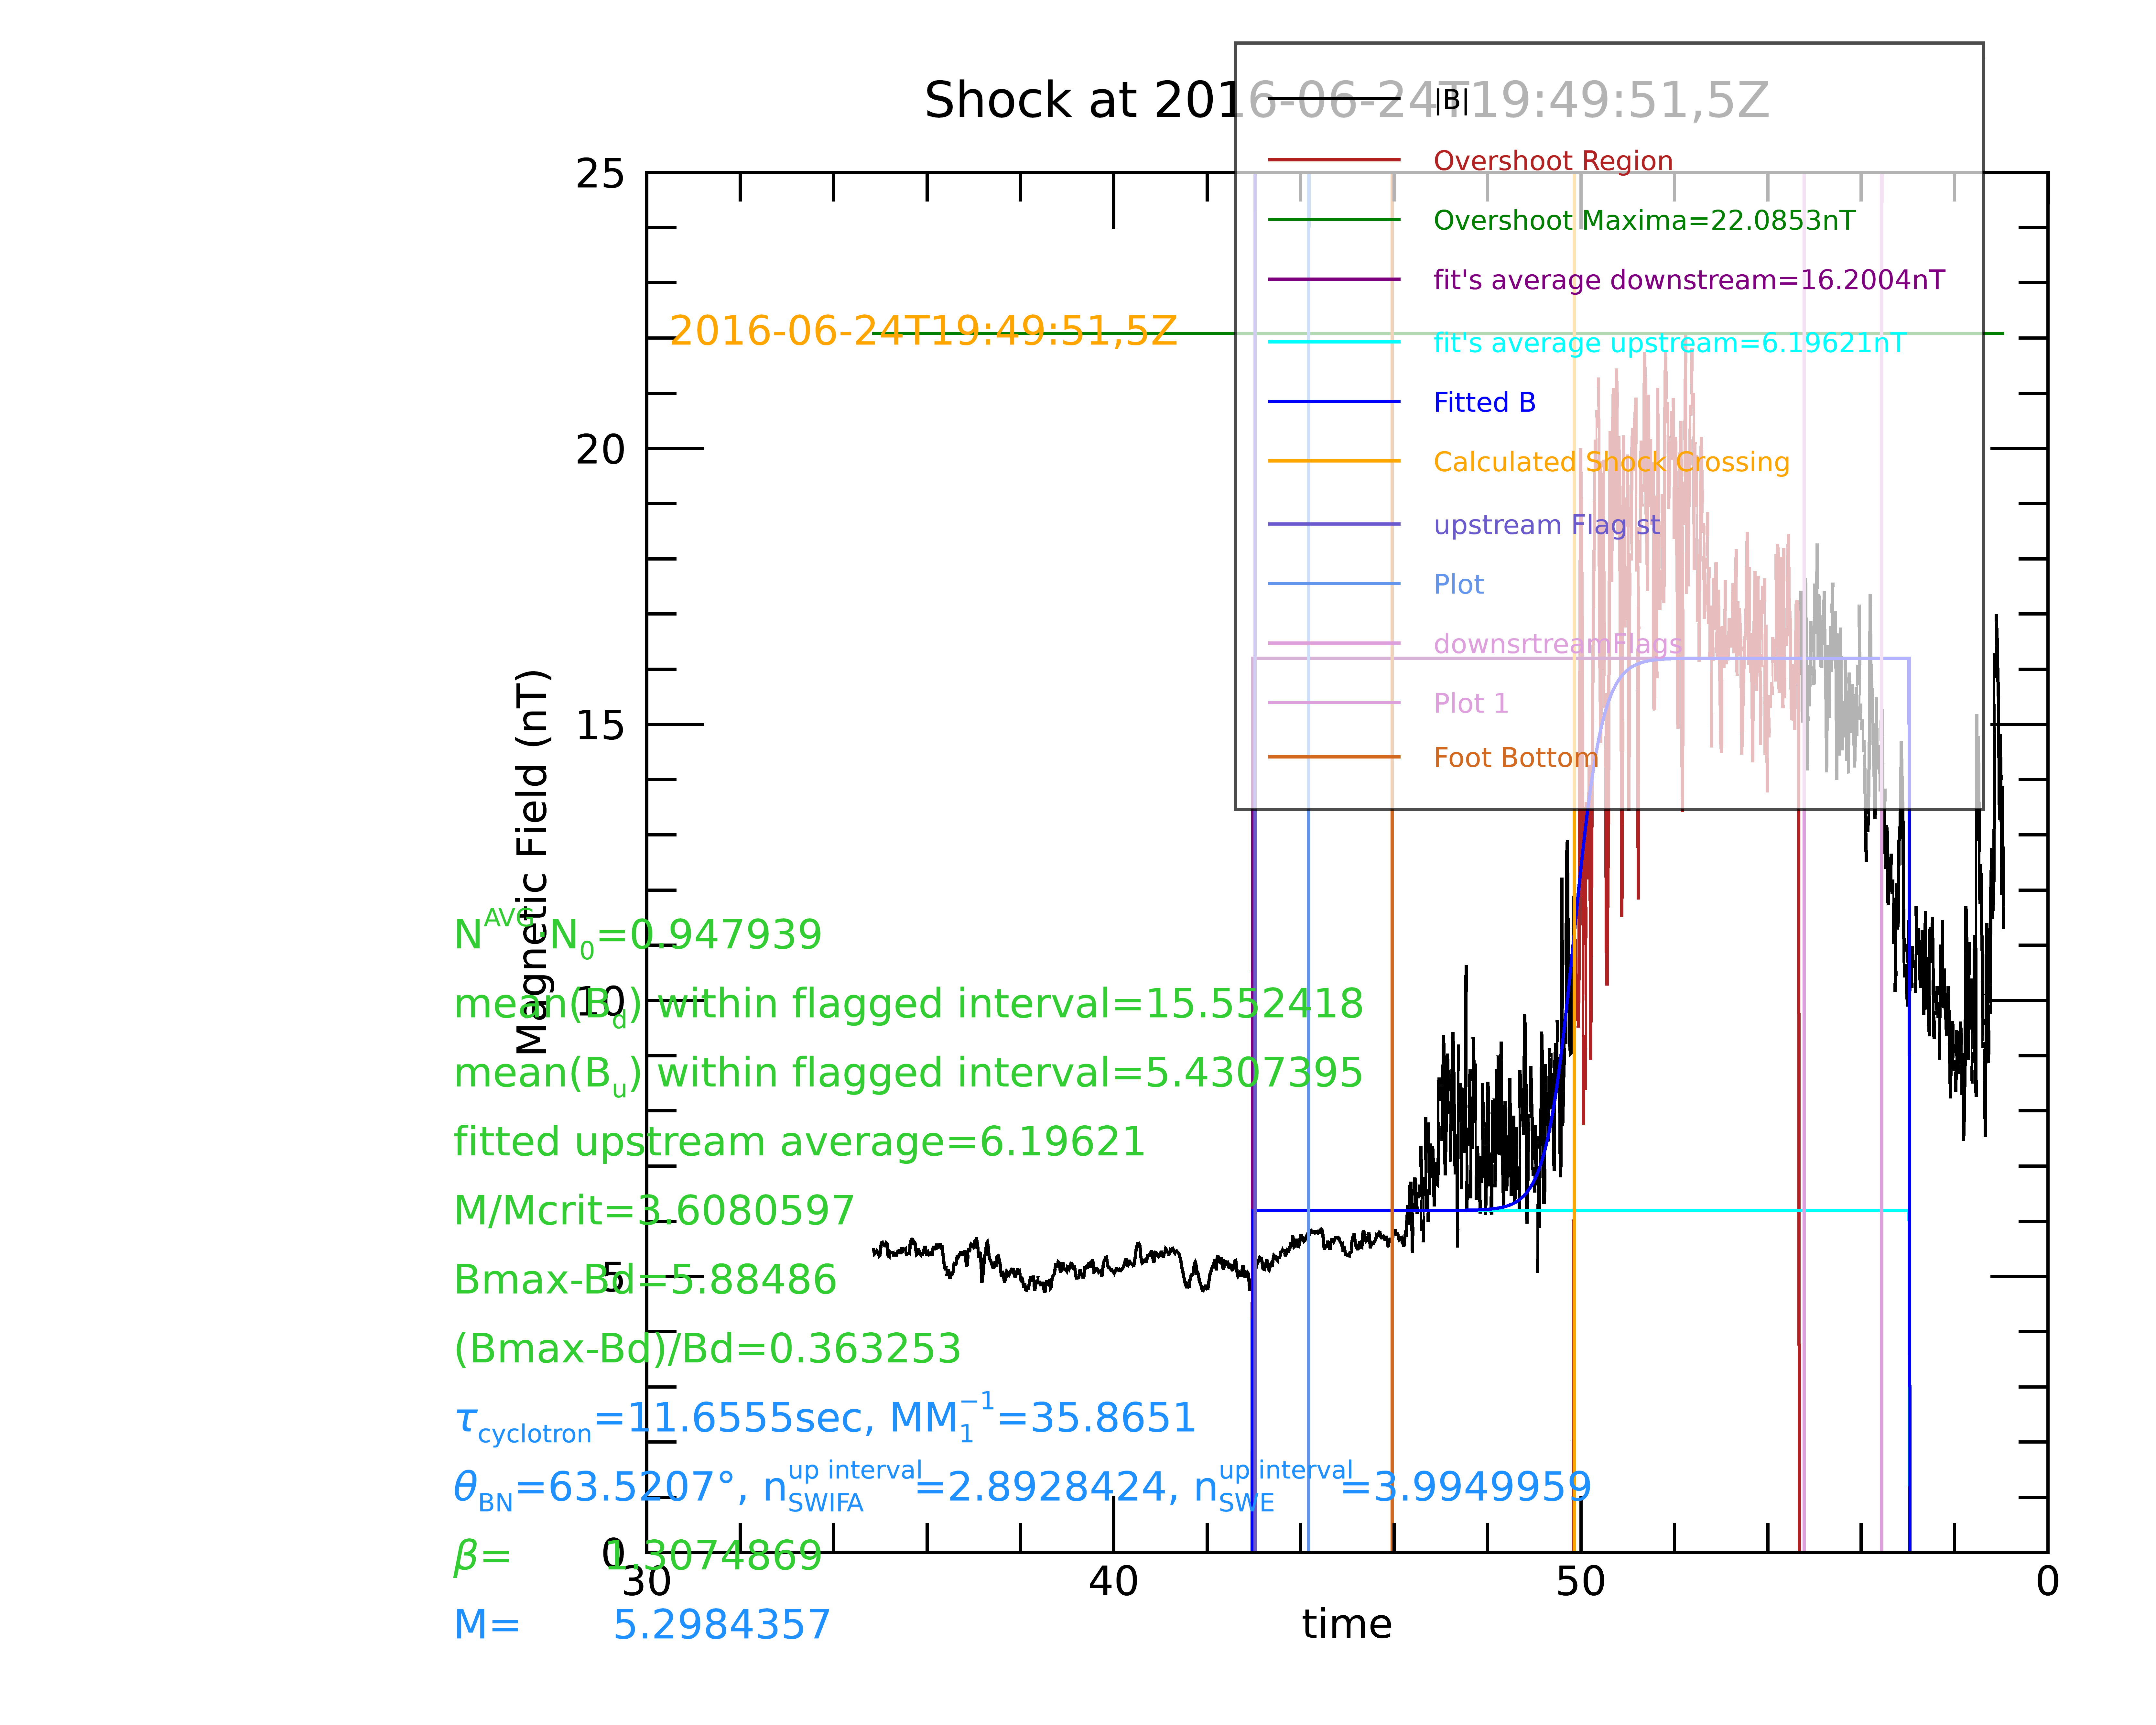 Shock at 2016-06-24T19:49:51,5Z
|B|
Overshoot Region
Overshoot Maxima=22.0853nT
fit's average downstream=16.2004nT
fit's average upstream=6.19621nT
Fitted B
Calculated Shock Crossing
upstream Flag st
Plot
downsrtreamFlags
Plot 1
Foot Bottom
2016-06-24T19:49:51,5Z
25
20
15
10
5
0
Magnetic Field (nT)
N^AVG·N_0=0.947939
mean(B_d) within flagged interval=15.552418
mean(B_u) within flagged interval=5.4307395
fitted upstream average=6.19621
M/Mcrit=3.6080597
Bmax-Bd=5.88486
(Bmax-Bd)/Bd=0.363253
τ_cyclotron=11.6555sec, MM_1^−1=35.8651
θ_BN=63.5207°, n_SWIFA^up interval=2.8928424, n_SWE^up interval=3.9949959
β= 1.3074869
M= 5.2984357
30 40 50 0
time